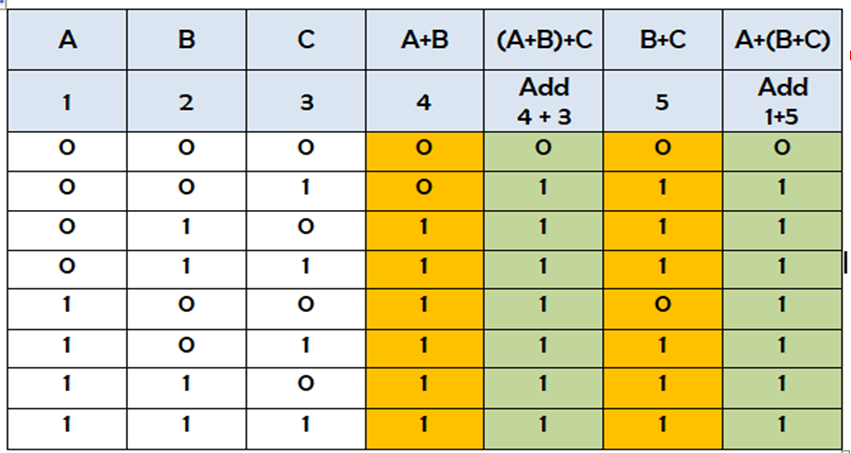 A B C A+B (A+B)+C B+C A+(B+C)
1 2 3 4 Add 4 + 3 5 Add 1+5
0 0 0 0 0 0 0
0 0 1 0 1 1 1
0 1 0 1 1 1 1
0 1 1 1 1 1 1
1 0 0 1 1 0 1
1 0 1 1 1 1 1
1 1 0 1 1 1 1
1 1 1 1 1 1 1